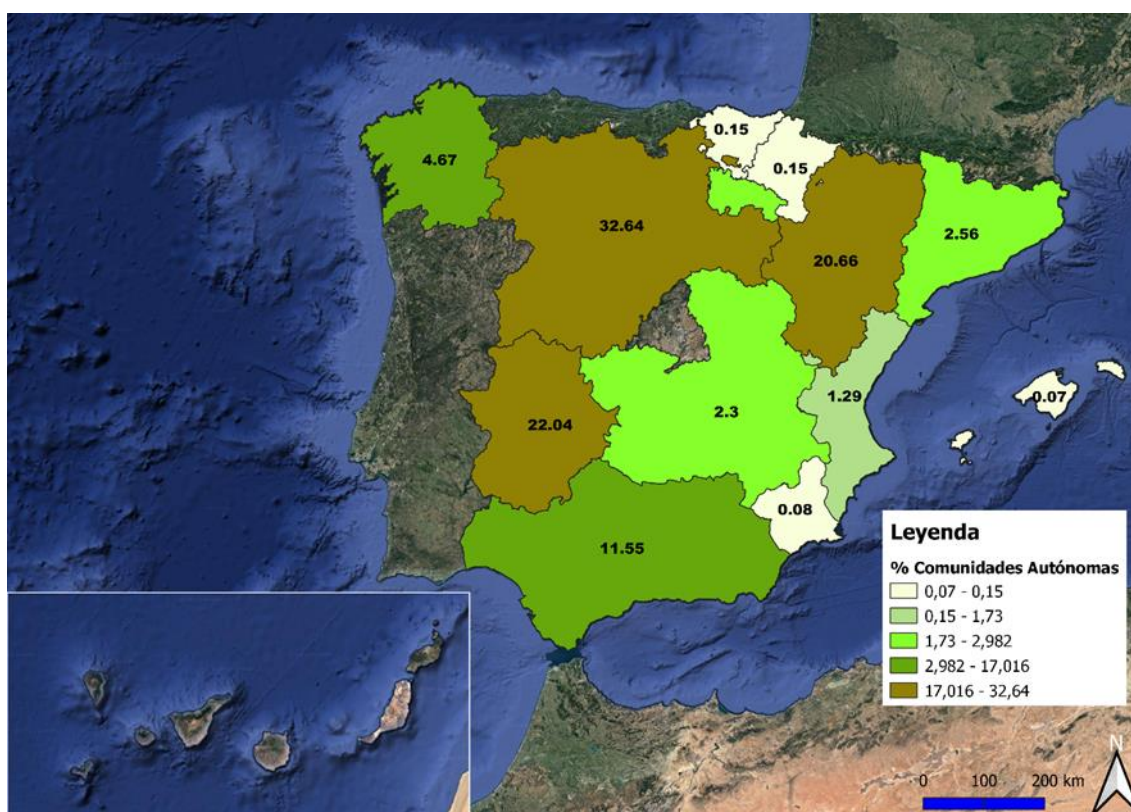 0.15
4.67
0.15
32.64
2.56
20.66
0.07
1.29
2.3
22.04
0.08
11.55
Leyenda
% Comunidades Autónomas
0,07 - 0,15
0,15 - 1,73
1,73 - 2,982
2,982 - 17,016
17,016 - 32,64
N
0 100 200 km